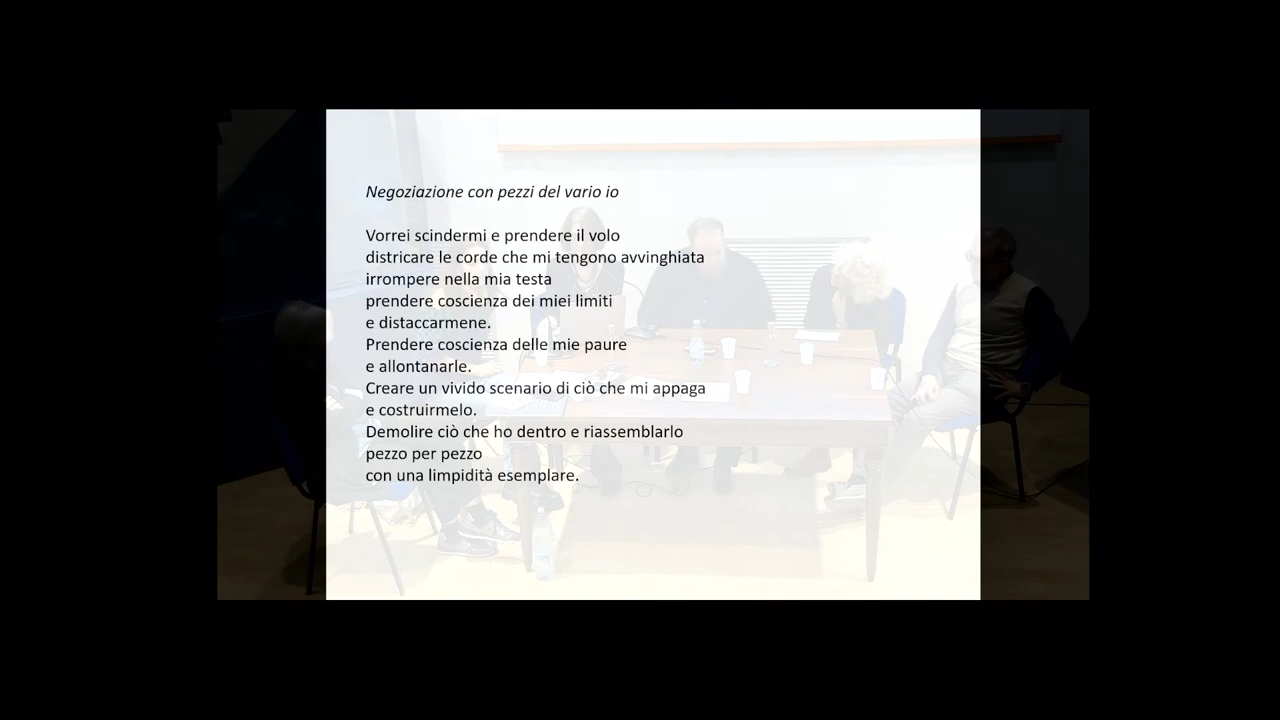 Negoziazione con pezzi del vario io
Vorrei scindermi e prendere il volo
districare le corde che mi tengono avvinghiata
irrompere nella mia testa
prendere coscienza dei miei limiti
e distaccarmene.
Prendere coscienza delle mie paure
e allontanarle.
Creare un vivido scenario di ciò che mi appaga
e costruirmelo.
Demolire ciò che ho dentro e riassemblarlo
pezzo per pezzo
con una limpidità esemplare.